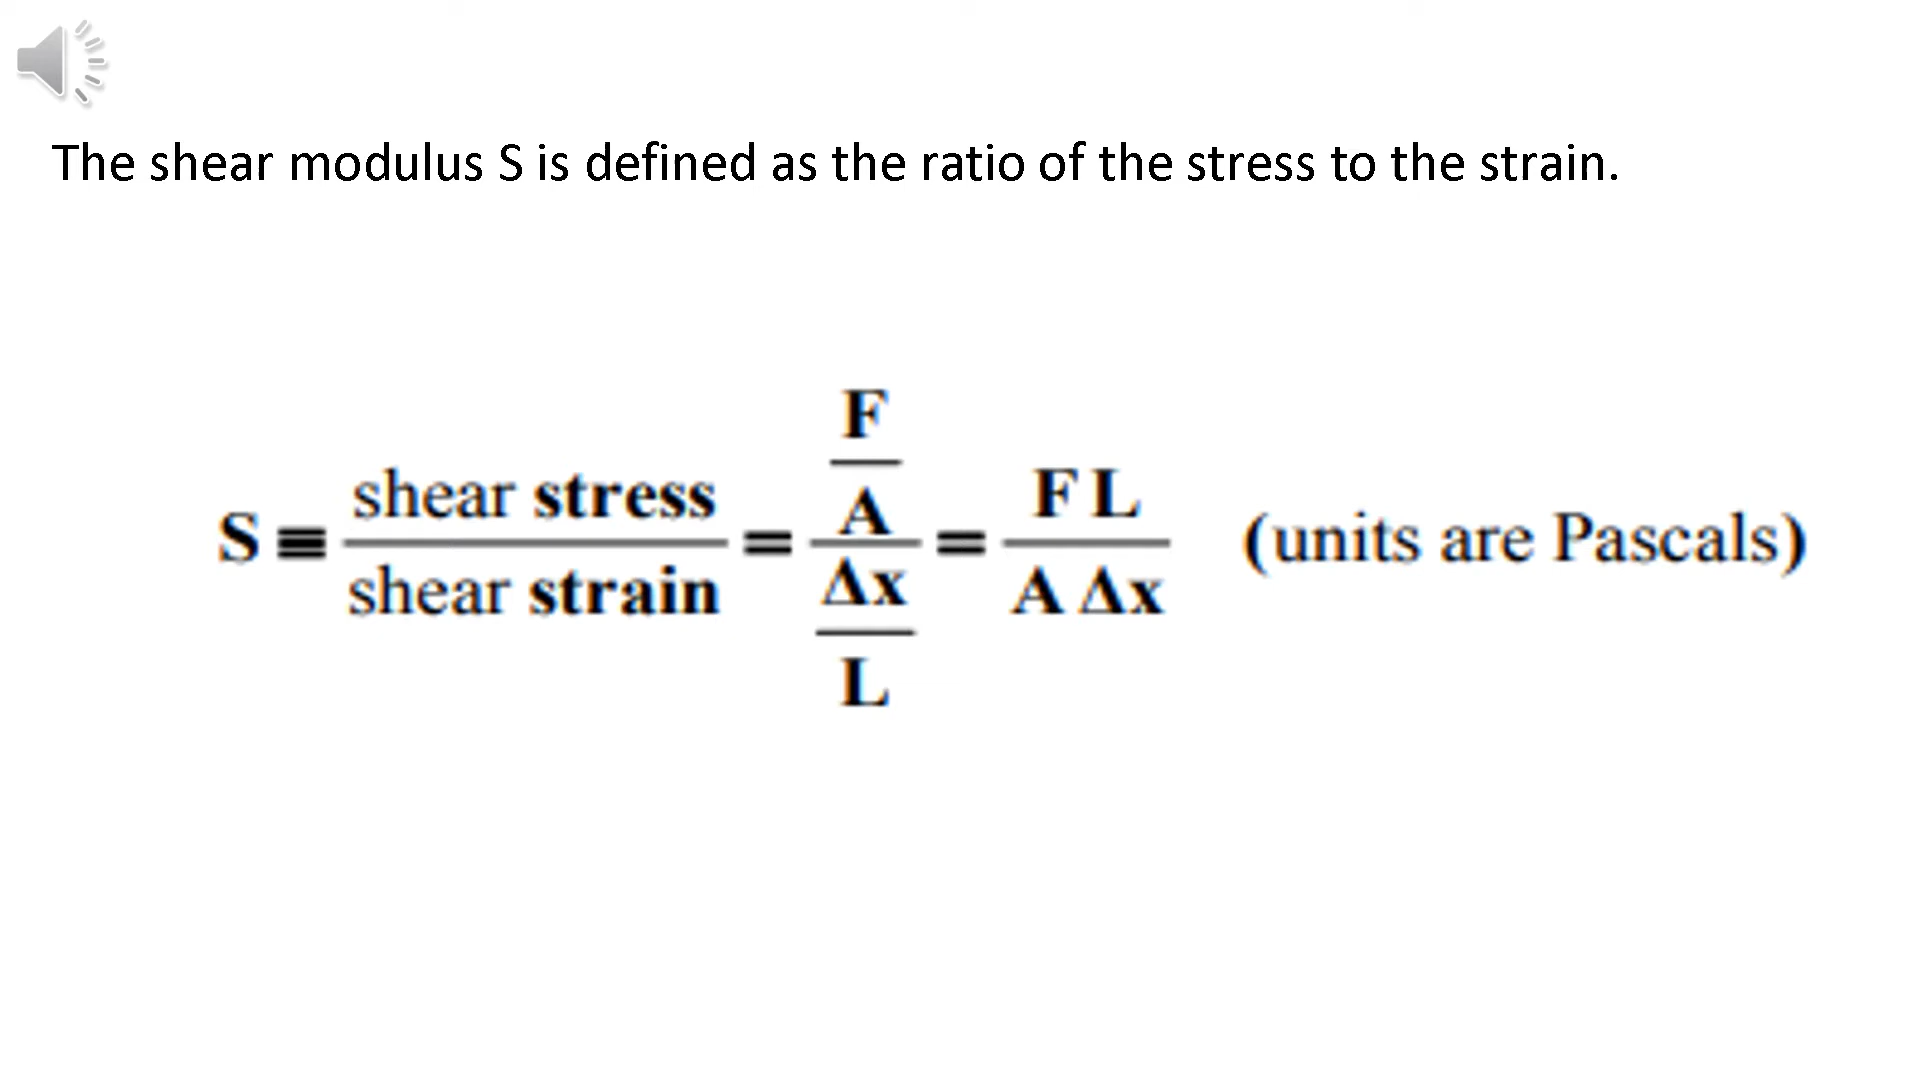 The shear modulus S is defined as the ratio of the stress to the strain.
S ≡ shear stress / shear strain = (F / A) / (Δx / L) = F L / A Δx (units are Pascals)